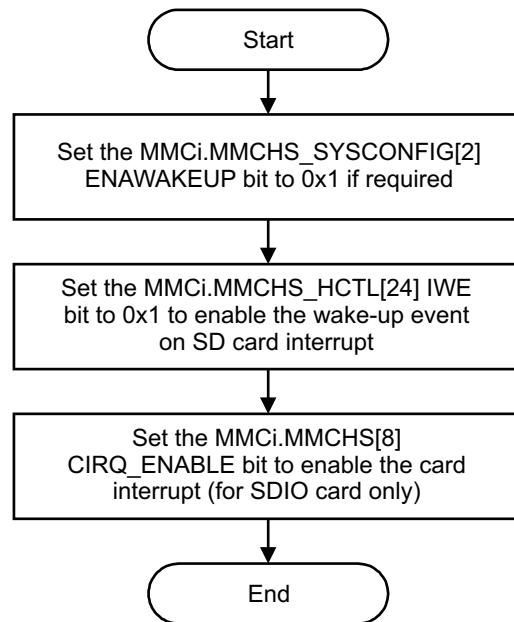 Start
Set the MMCi.MMCHS_SYSCONFIG[2]
ENAWAKEUP bit to 0x1 if required
Set the MMCi.MMCHS_HCTL[24] IWE
bit to 0x1 to enable the wake-up event
on SD card interrupt
Set the MMCi.MMCHS[8]
CIRQ_ENABLE bit to enable the card
interrupt (for SDIO card only)
End